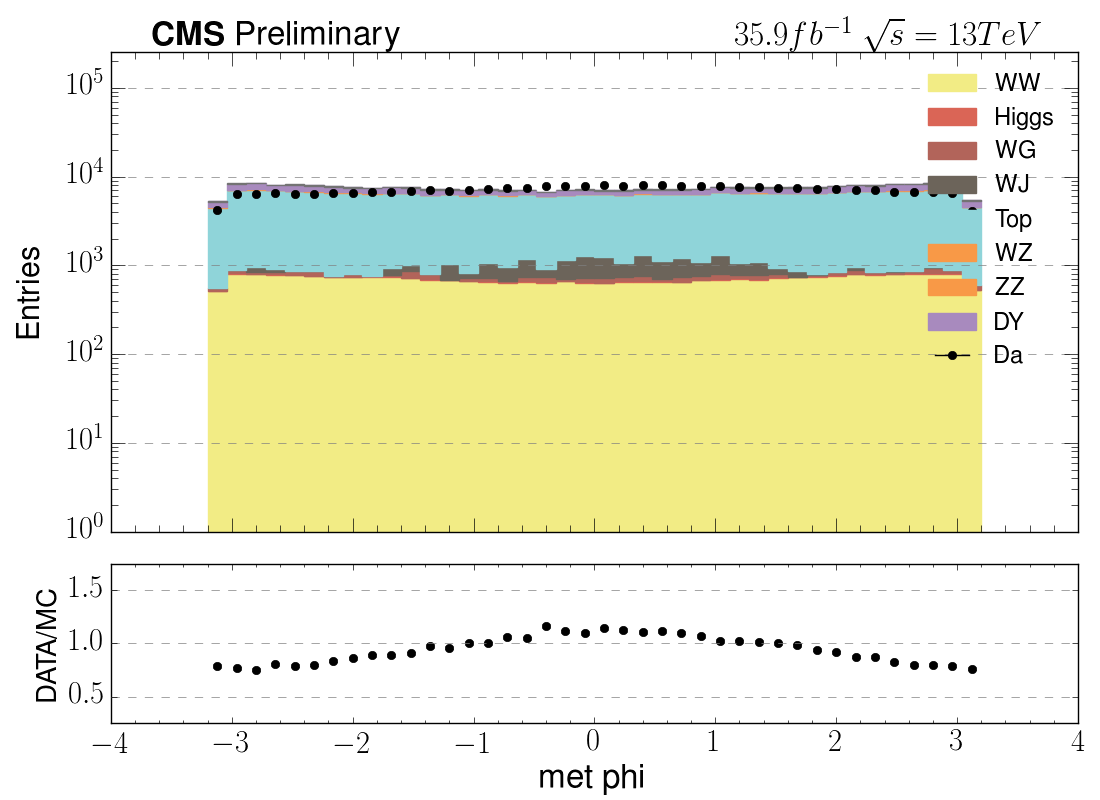 CMS Preliminary
35.9fb⁻¹ √s = 13TeV
10⁵
10⁴
10³
10²
10¹
10⁰
Entries
WW
Higgs
WG
WJ
Top
WZ
ZZ
DY
Da
1.5
1.0
0.5
DATA/MC
−4 −3 −2 −1 0 1 2 3 4
met phi